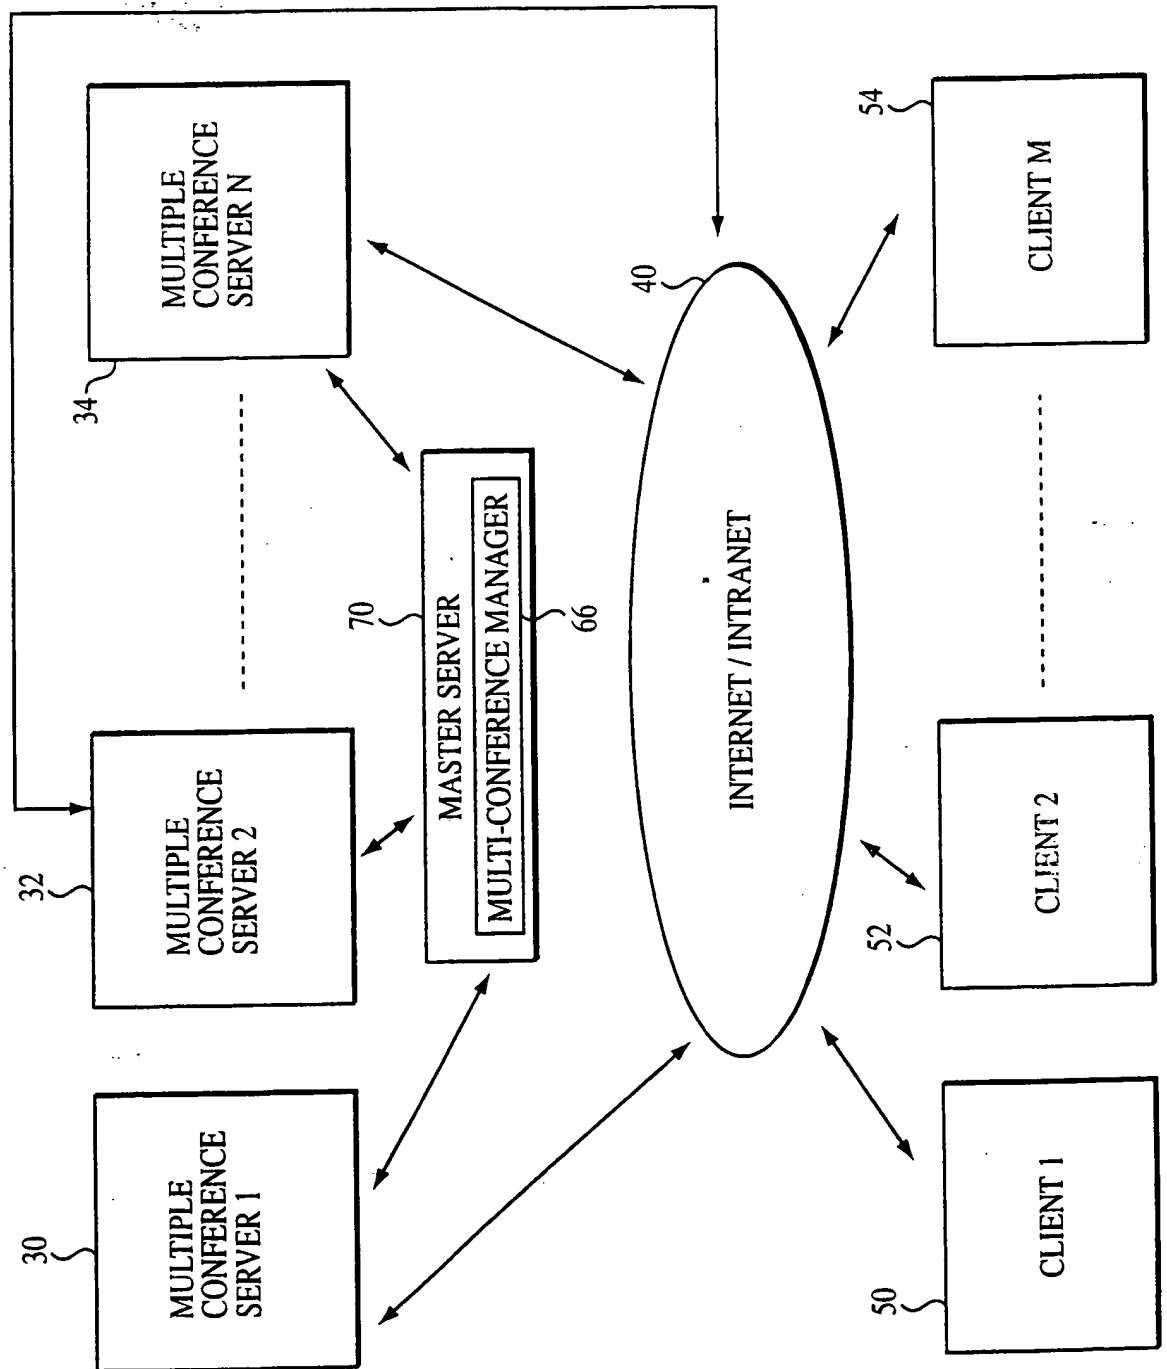 30
MULTIPLE
CONFERENCE
SERVER 1
32
MULTIPLE
CONFERENCE
SERVER 2
34
MULTIPLE
CONFERENCE
SERVER N
70
MASTER SERVER
MULTI-CONFERENCE MANAGER
66
40
INTERNET / INTRANET
50
CLIENT 1
52
CLIENT 2
54
CLIENT M